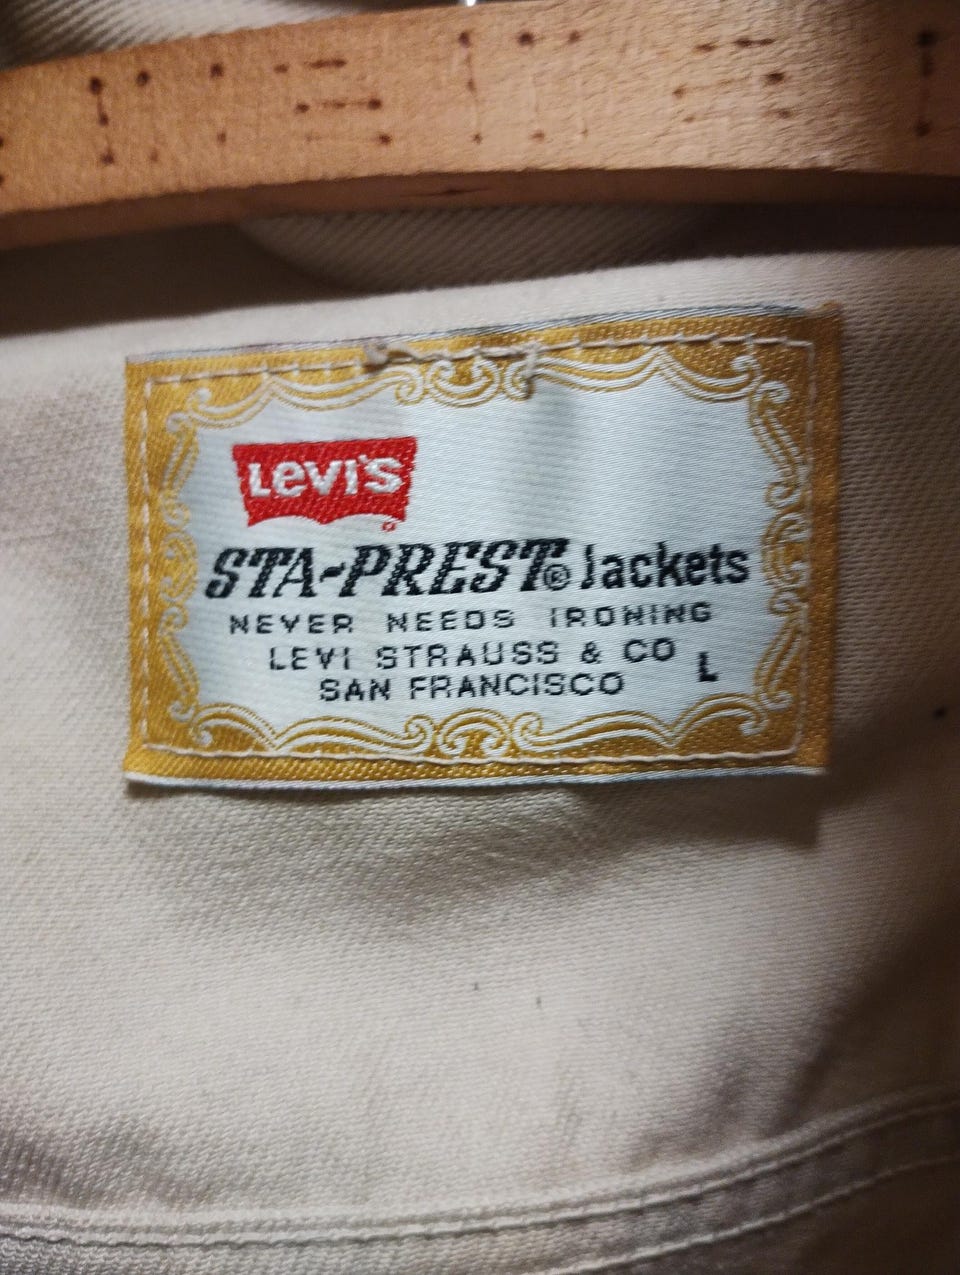 LeVI'S
®
STA-PREST® Jackets
NEVER NEEDS IRONING
LEVI STRAUSS & CO L
SAN FRANCISCO